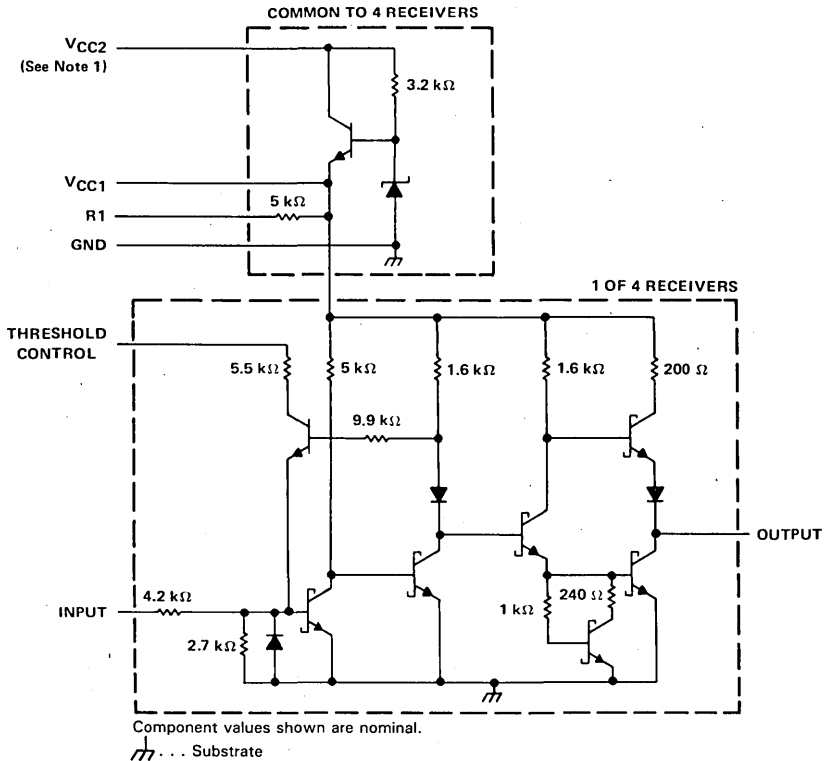 COMMON TO 4 RECEIVERS
VCC2
(See Note 1)
3.2 kΩ
VCC1
5 kΩ
R1
GND
1 OF 4 RECEIVERS
THRESHOLD
CONTROL
5.5 kΩ
5 kΩ
1.6 kΩ
1.6 kΩ
200 Ω
9.9 kΩ
OUTPUT
4.2 kΩ
INPUT
1 kΩ
240 Ω
2.7 kΩ
Component values shown are nominal.
. . . Substrate